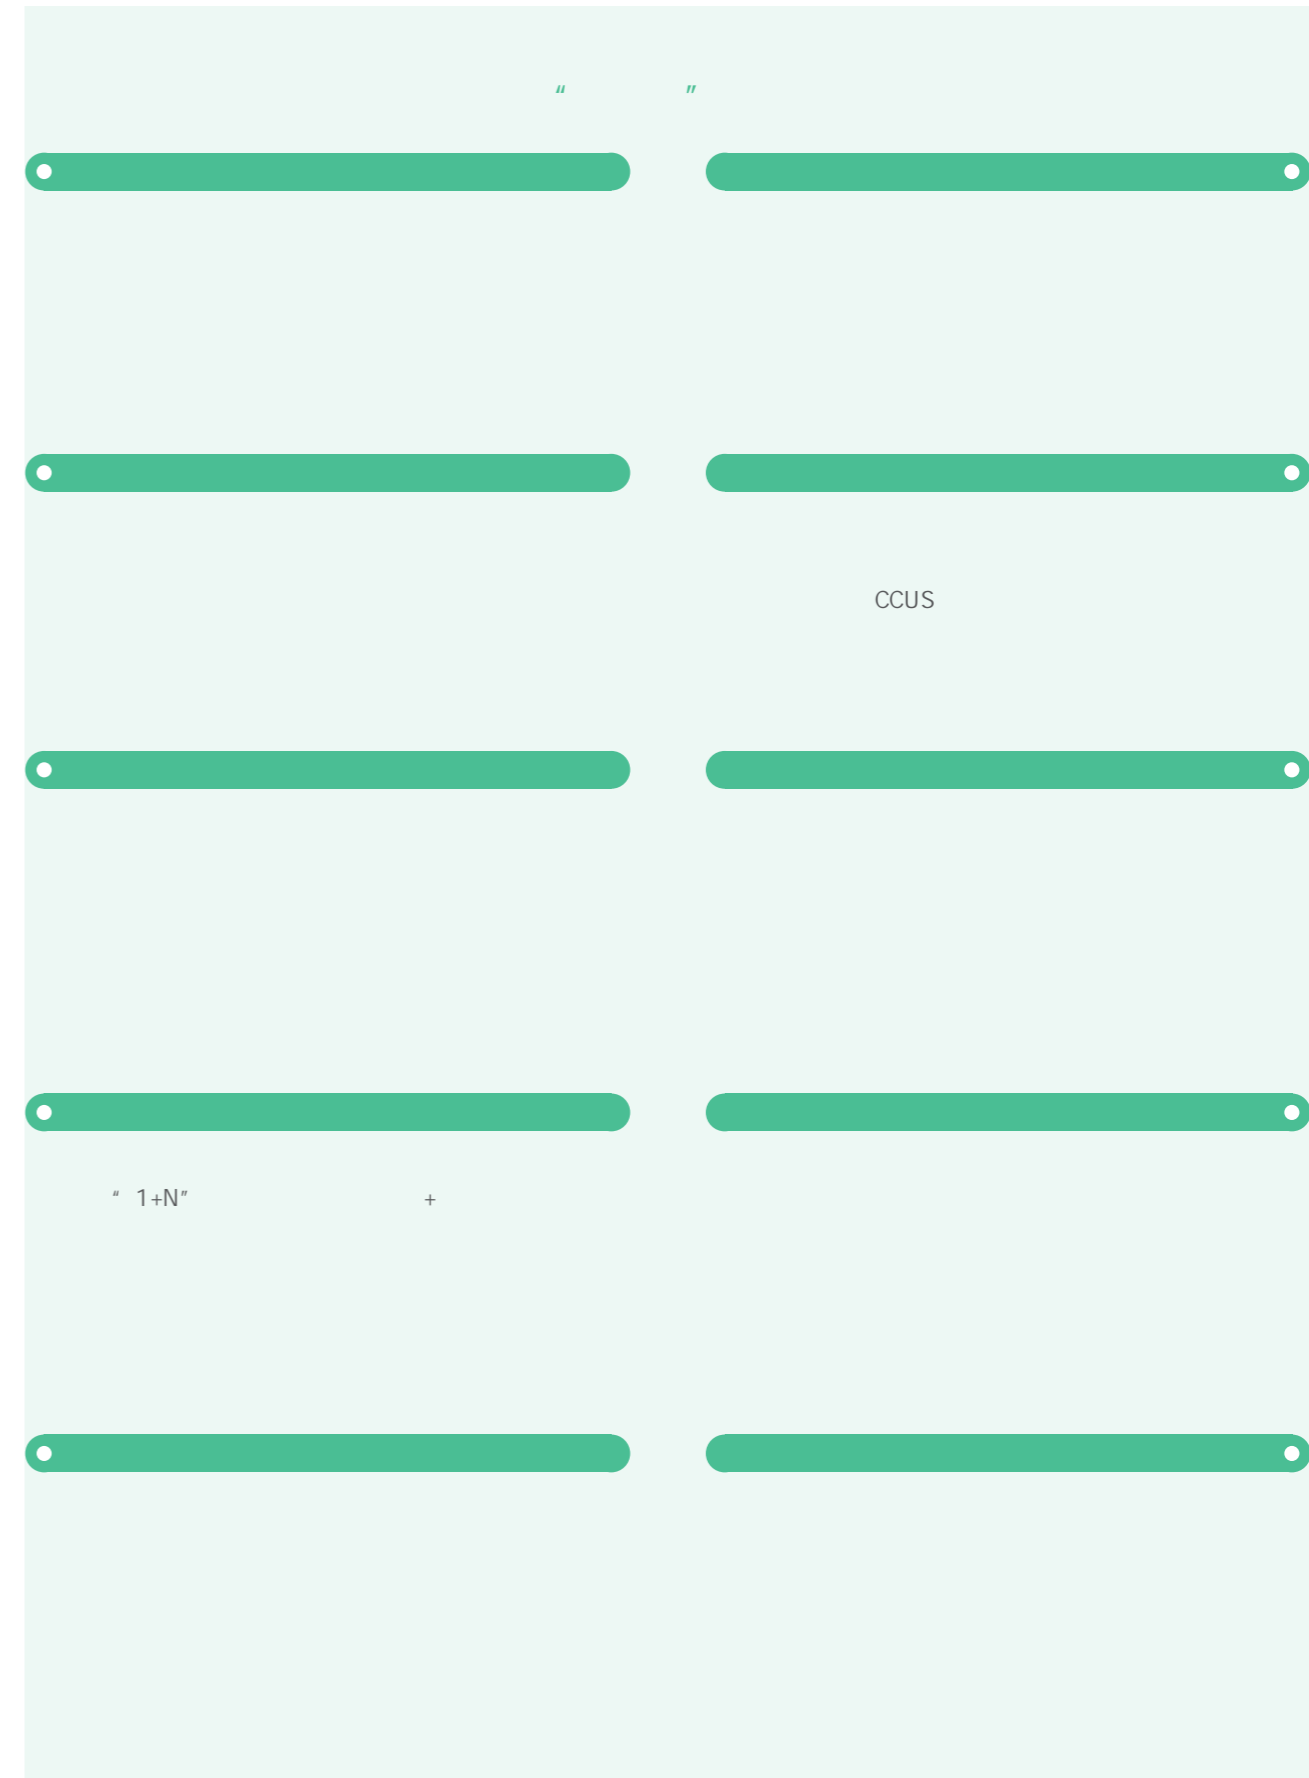 “ ”
CCUS
“ 1+N” +